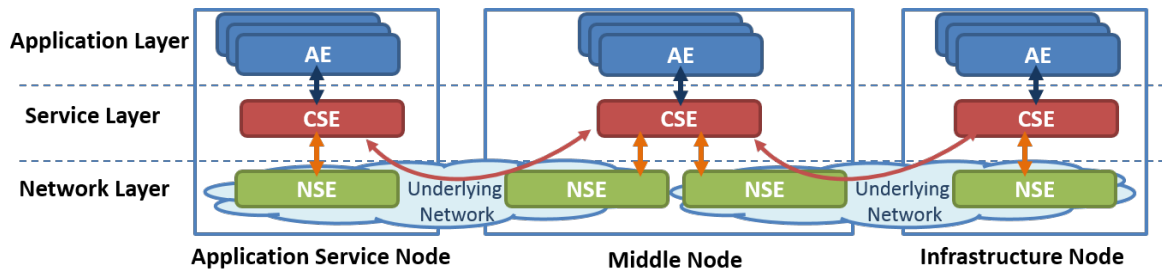 Application Layer
AE
AE
AE
Service Layer
CSE
CSE
CSE
Network Layer
NSE
Underlying
Network
NSE
NSE
Underlying
Network
NSE
Application Service Node
Middle Node
Infrastructure Node